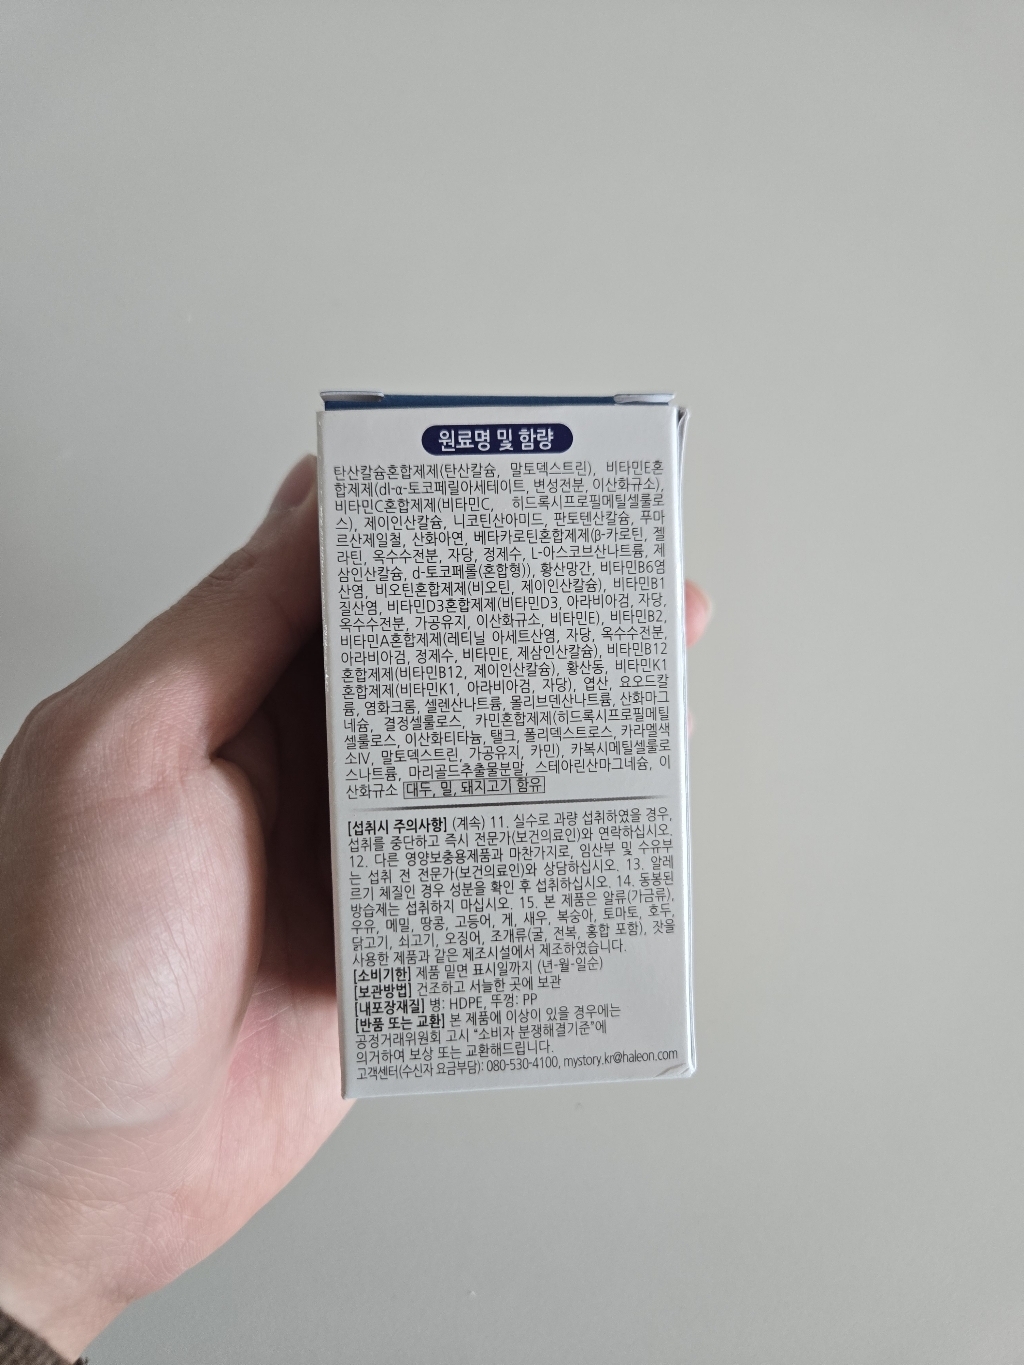 원료명 및 함량
탄산칼슘혼합제제(탄산칼슘, 말토덱스트린), 비타민E혼
합제제(dl-α-토코페릴아세테이트, 변성전분, 이산화규소),
비타민C혼합제제(비타민C, 히드록시프로필메틸셀룰로
스), 제이인산칼슘, 니코틴산아미드, 판토텐산칼슘, 푸마
르산제일철, 산화아연, 베타카로틴혼합제제(β-카로틴, 젤
라틴, 옥수수전분, 자당, 정제수, L-아스코브산나트륨, 제
삼인산칼슘, d-토코페롤(혼합형)), 황산망간, 비타민B6염
산염, 비오틴혼합제제(비오틴, 제이인산칼슘), 비타민B1
질산염, 비타민D3혼합제제(비타민D3, 아라비아검, 자당,
옥수수전분, 가공유지, 이산화규소, 비타민E), 비타민B2,
비타민A혼합제제(레티닐 아세트산염, 자당, 옥수수전분,
아라비아검, 정제수, 비타민E, 제삼인산칼슘), 비타민B12
혼합제제(비타민B12, 제이인산칼슘), 황산동, 비타민K1
혼합제제(비타민K1, 아라비아검, 자당), 엽산, 요오드칼
륨, 염화크롬, 셀렌산나트륨, 몰리브덴산나트륨, 산화마그
네슘, 결정셀룰로스, 카민혼합제제(히드록시프로필메틸
셀룰로스, 이산화티타늄, 탤크, 폴리덱스트로스, 카라멜색
소IV, 말토덱스트린, 가공유지, 카민), 카복시메틸셀룰로
스나트륨, 마리골드추출물분말, 스테아린산마그네슘, 이
산화규소 대두, 밀, 돼지고기 함유
[섭취시 주의사항] (계속) 11. 실수로 과량 섭취하였을 경우,
섭취를 중단하고 즉시 전문가(보건의료인)와 연락하십시오.
12. 다른 영양보충용제품과 마찬가지로, 임산부 및 수유부
는 섭취 전 전문가(보건의료인)와 상담하십시오. 13. 알레
르기 체질인 경우 성분을 확인 후 섭취하십시오. 14. 동봉된
방습제는 섭취하지 마십시오. 15. 본 제품은 알류(가금류),
우유, 메밀, 땅콩, 고등어, 게, 새우, 복숭아, 토마토, 호두,
닭고기, 쇠고기, 오징어, 조개류(굴, 전복, 홍합 포함), 잣을
사용한 제품과 같은 제조시설에서 제조하였습니다.
[소비기한] 제품 밑면 표시일까지 (년-월-일순)
[보관방법] 건조하고 서늘한 곳에 보관
[내포장재질] 병: HDPE, 뚜껑: PP
[반품 또는 교환] 본 제품에 이상이 있을 경우에는
공정거래위원회 고시 "소비자 분쟁해결기준"에
의거하여 보상 또는 교환해드립니다.
고객센터(수신자 요금부담): 080-530-4100, mystory.kr@haleon.com